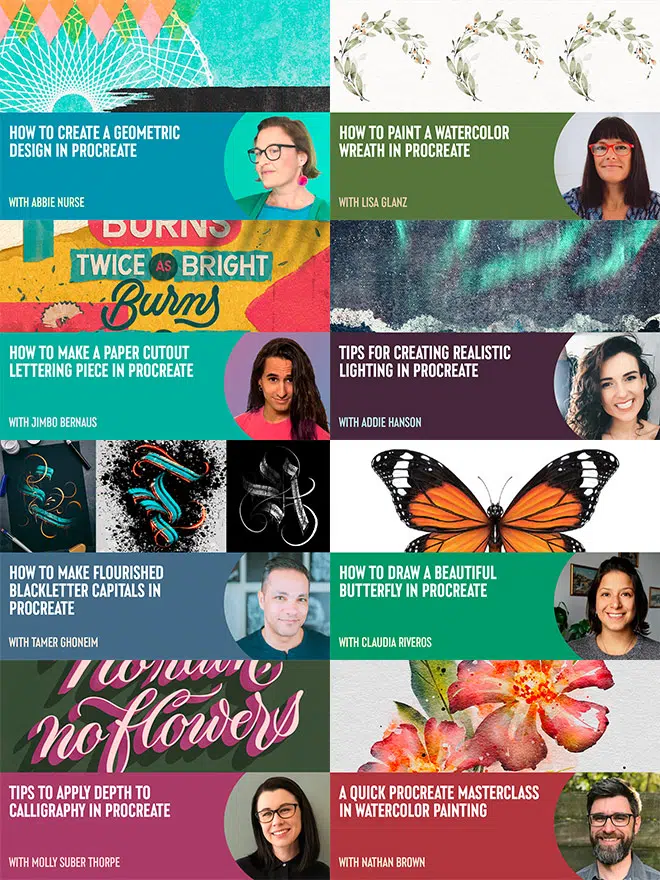 HOW TO CREATE A GEOMETRIC
DESIGN IN PROCREATE
WITH ABBIE NURSE
HOW TO PAINT A WATERCOLOR
WREATH IN PROCREATE
WITH LISA GLANZ
BURNS
TWICE AS BRIGHT
Burns
HOW TO MAKE A PAPER CUTOUT
LETTERING PIECE IN PROCREATE
WITH JIMBO BERNAUS
TIPS FOR CREATING REALISTIC
LIGHTING IN PROCREATE
WITH ADDIE HANSON
HOW TO MAKE FLOURISHED
BLACKLETTER CAPITALS IN
PROCREATE
WITH TAMER GHONEIM
HOW TO DRAW A BEAUTIFUL
BUTTERFLY IN PROCREATE
WITH CLAUDIA RIVEROS
no rain
no flowers
TIPS TO APPLY DEPTH TO
CALLIGRAPHY IN PROCREATE
WITH MOLLY SUBER THORPE
A QUICK PROCREATE MASTERCLASS
IN WATERCOLOR PAINTING
WITH NATHAN BROWN